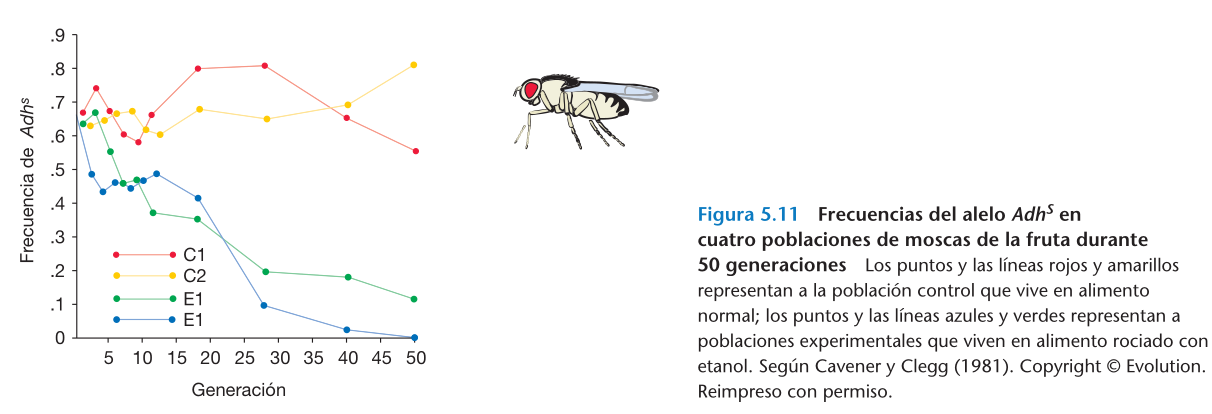 .9
.8
.7
.6
.5
.4
.3
.2
.1
0
Frecuencia de Adhˢ
C1
C2
E1
E1
5 10 15 20 25 30 35 40 45 50
Generación
Figura 5.11 Frecuencias del alelo Adhˢ en
cuatro poblaciones de moscas de la fruta durante
50 generaciones Los puntos y las líneas rojos y amarillos
representan a la población control que vive en alimento
normal; los puntos y las líneas azules y verdes representan a
poblaciones experimentales que viven en alimento rociado con
etanol. Según Cavener y Clegg (1981). Copyright © Evolution.
Reimpreso con permiso.